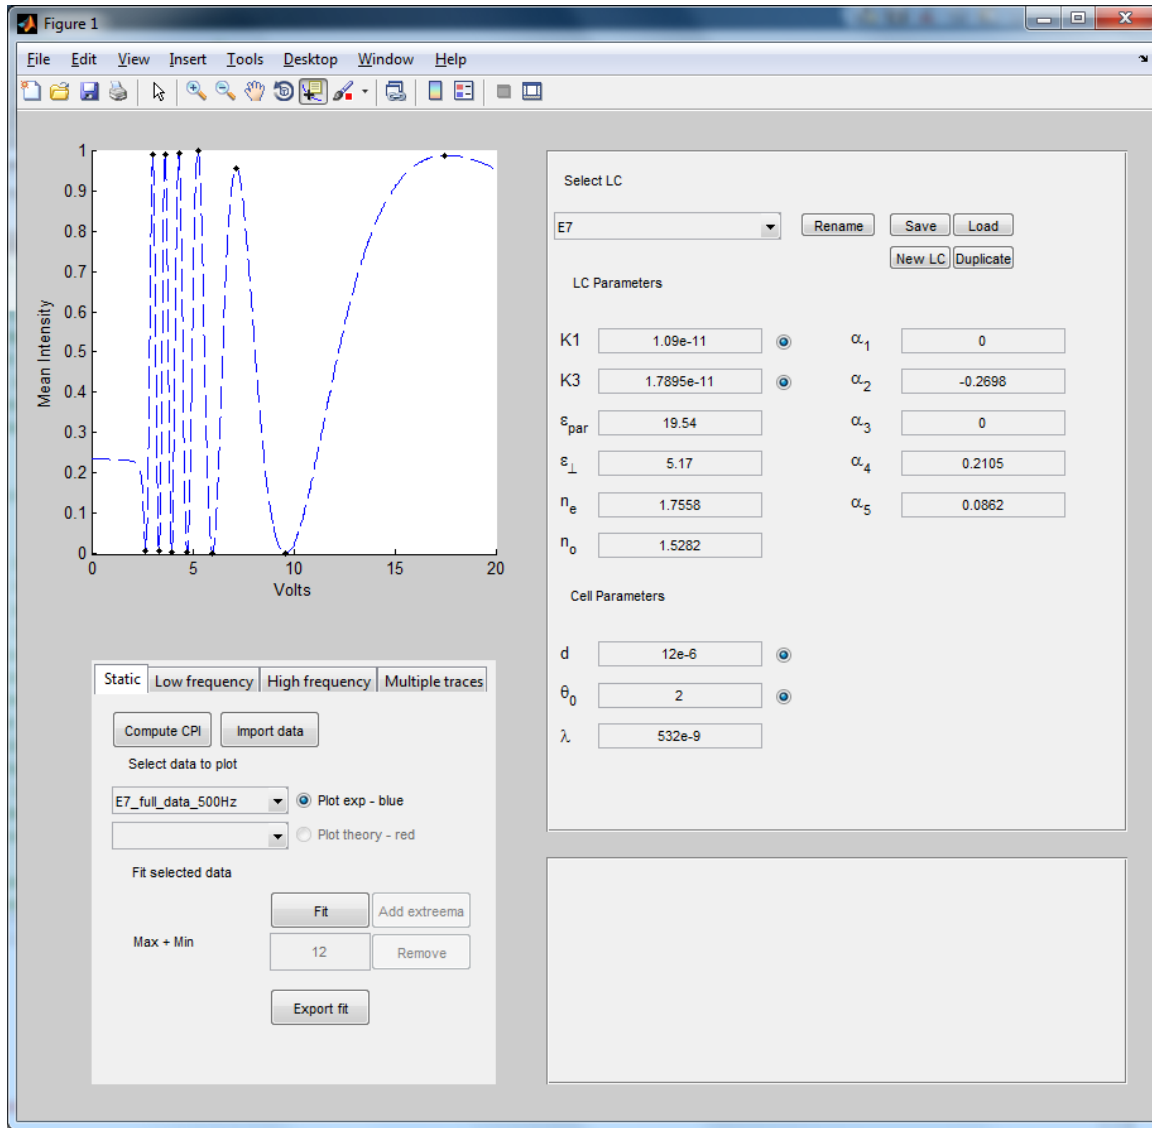 Figure 1
File Edit View Insert Tools Desktop Window Help
1
0.9
0.8
0.7
0.6
0.5
0.4
0.3
0.2
0.1
0
0 5 10 15 20
Mean Intensity
Volts
Select LC
E7 Rename Save Load
New LC Duplicate
LC Parameters
K1 1.09e-11 α1 0
K3 1.7895e-11 α2 -0.2698
εpar 19.54 α3 0
ε⊥ 5.17 α4 0.2105
ne 1.7558 α5 0.0862
no 1.5282
Cell Parameters
d 12e-6
θ0 2
λ 532e-9
Static Low frequency High frequency Multiple traces
Compute CPI Import data
Select data to plot
E7_full_data_500Hz Plot exp - blue
Plot theory - red
Fit selected data
Fit Add extreema
Max + Min 12 Remove
Export fit